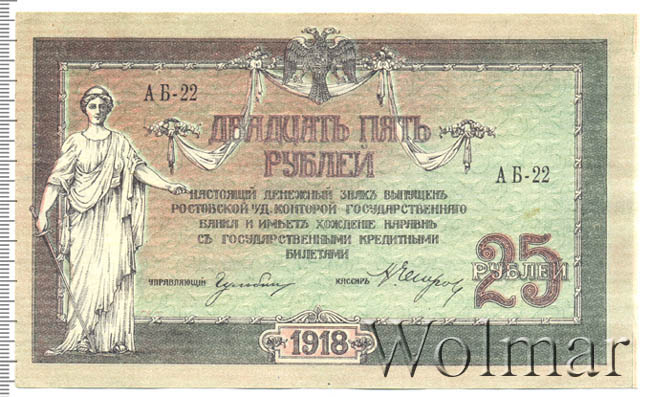 А Б-22
ДВАДЦАТЬ ПЯТЬ
РУБЛЕЙ
А Б-22
НАСТОЯЩІЙ ДЕНЕЖНЫЙ ЗНАКЪ ВЫПУЩЕНЪ
РОСТОВСКОЙ Н/Д. КОНТОРОЙ ГОСУДАРСТВЕННАГО
БАНКА И ИМѢЕТЪ ХОЖДЕНІЕ НАРАВНѢ
СЪ ГОСУДАРСТВЕННЫМИ КРЕДИТНЫМИ
БИЛЕТАМИ
25
РУБЛЕЙ
УПРАВЛЯЮЩІЙ
КАССИРЪ
1918
Wolmar